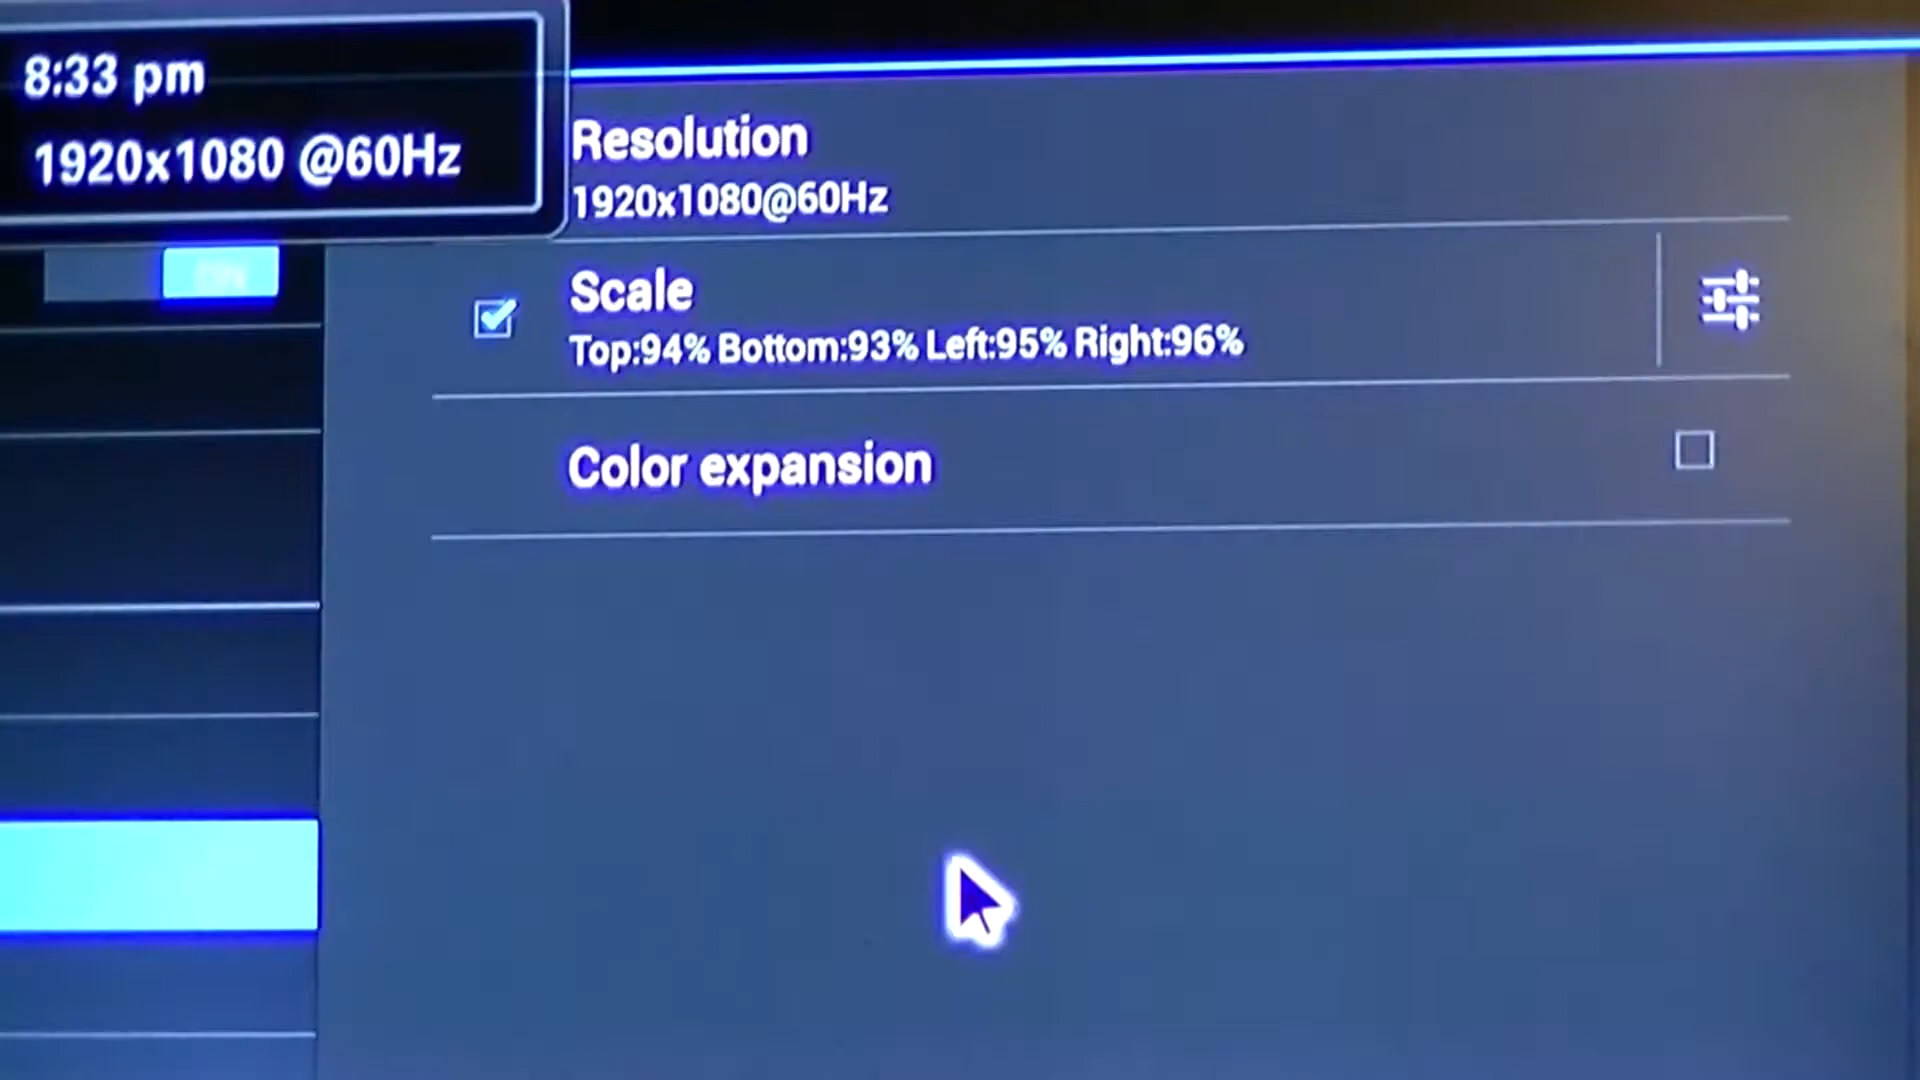 8:33 pm
1920x1080 @60Hz
Resolution
1920x1080@60Hz
Scale
Top:94% Bottom:93% Left:95% Right:96%
Color expansion